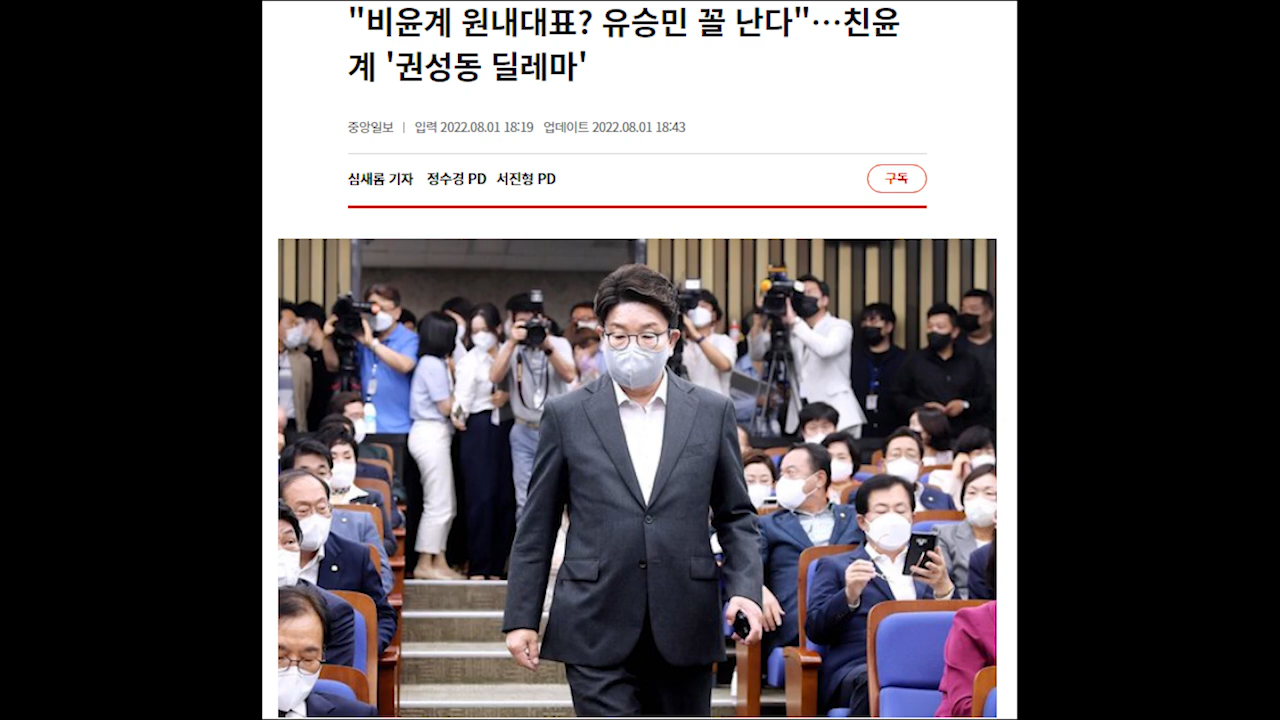 "비윤계 원내대표? 유승민 꼴 난다"…친윤
계 '권성동 딜레마'
중앙일보 | 입력 2022.08.01 18:19 업데이트 2022.08.01 18:43
심새롬 기자 정수경 PD 서진형 PD
구독